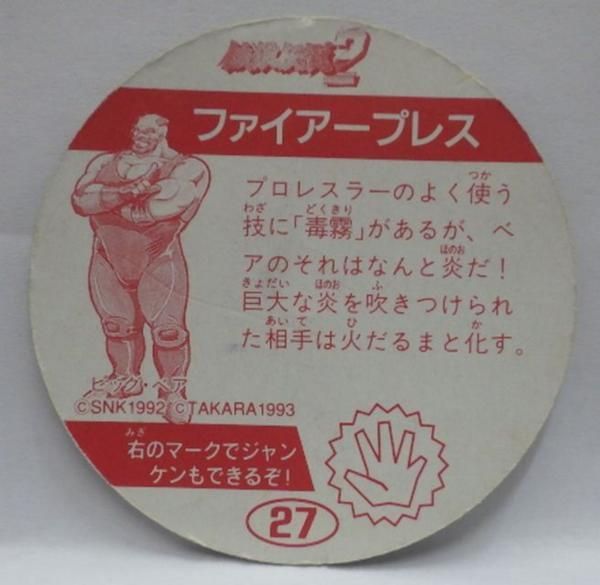 餓狼伝説2
ファイアープレス
つか
プロレスラーのよく使う
わざ どくきり
技に「毒霧」があるが、ベ
ほのお
アのそれはなんと炎だ!
きょだい ほのお ふ
巨大な炎を吹きつけられ
あいて ひ か
た相手は火だるまと化す。
ビッグ・ベア
©SNK1992 ©TAKARA1993
みぎ
右のマークでジャン
ケンもできるぞ!
27